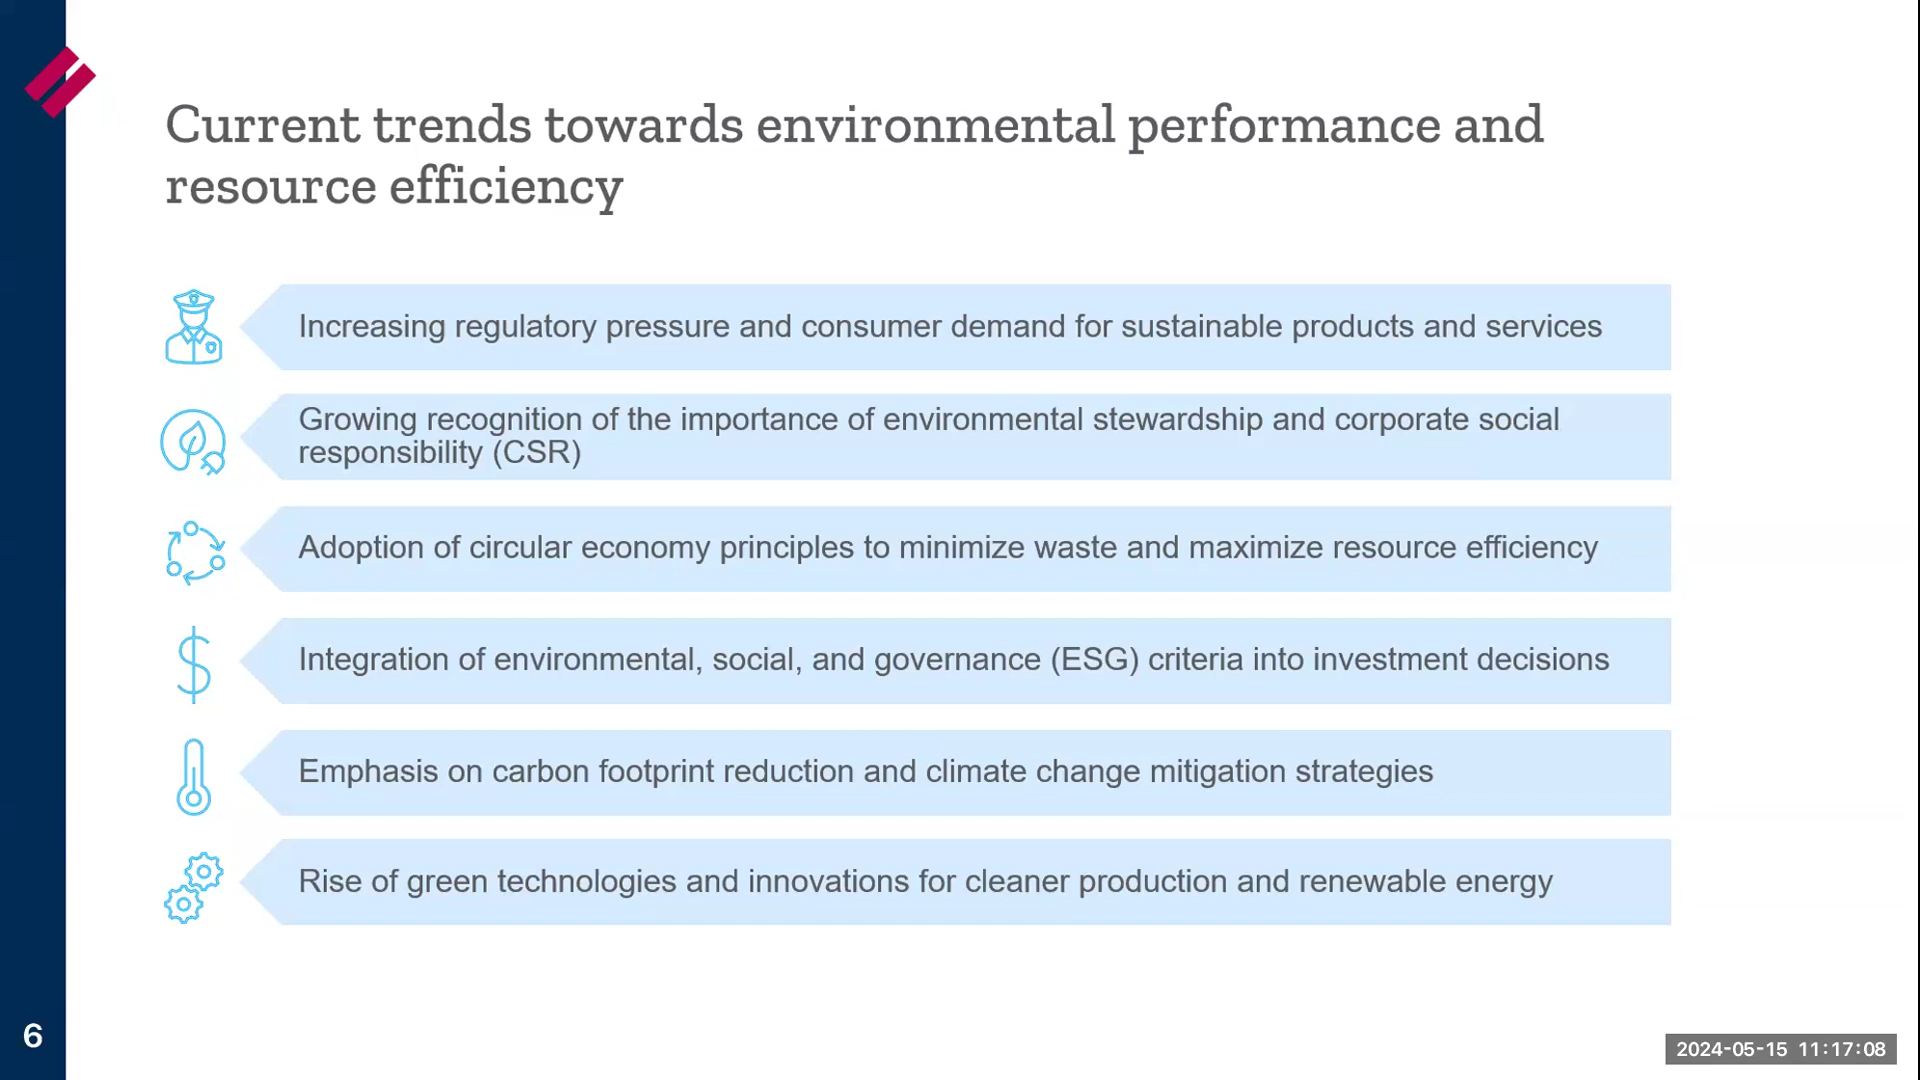 Current trends towards environmental performance and
resource efficiency
Increasing regulatory pressure and consumer demand for sustainable products and services
Growing recognition of the importance of environmental stewardship and corporate social
responsibility (CSR)
Adoption of circular economy principles to minimize waste and maximize resource efficiency
$
Integration of environmental, social, and governance (ESG) criteria into investment decisions
Emphasis on carbon footprint reduction and climate change mitigation strategies
Rise of green technologies and innovations for cleaner production and renewable energy
6
2024-05-15 11:17:08